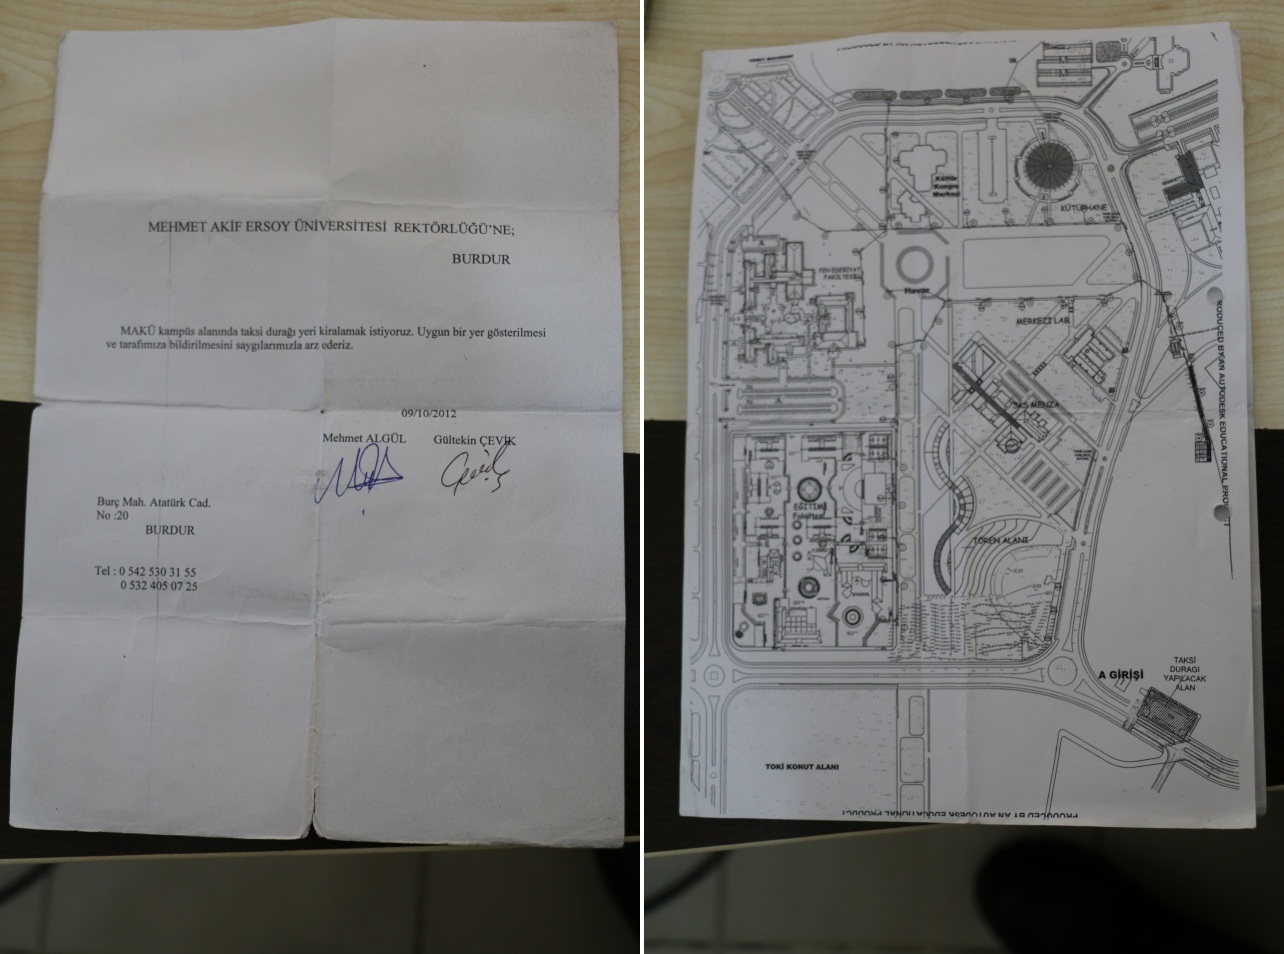 MEHMET AKİF ERSOY ÜNİVERSİTESİ REKTÖRLÜĞÜ'NE;
BURDUR
MAKÜ kampüs alanında taksi durağı yeri kiralamak istiyoruz. Uygun bir yer gösterilmesi
ve tarafımıza bildirilmesini saygılarımızla arz ederiz.
09/10/2012
Mehmet ALGÜL Gültekin ÇEVİK
Burç Mah. Atatürk Cad.
No :20
BURDUR
Tel : 0 542 530 31 55
0 532 405 07 25
Kültür
Kongre
Merkezi
KÜTÜPHANE
FEN EDEBİYAT
FAKÜLTESİ
Havuz
MERKEZİ LAB.
SKS MENZA
EĞİTİM
Fakültesi
TÖREN ALANI
A GİRİŞİ
TAKSİ
DURAGI
YAPILACAK
ALAN
TOKİ KONUT ALANI
PRODUCED BY AN AUTODESK EDUCATIONAL PRODUCT